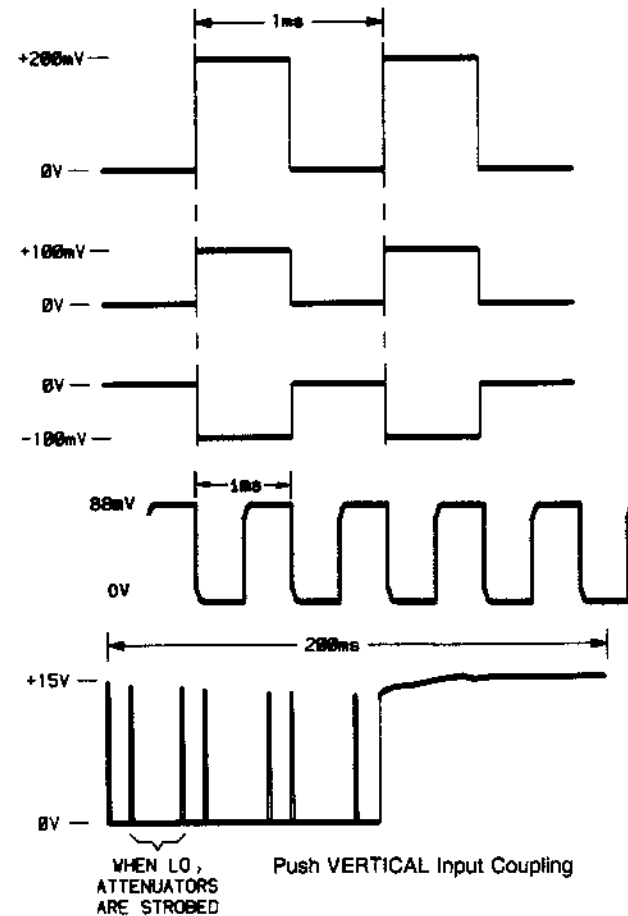 1ms
+200mV
0V
+100mV
0V
0V
-100mV
1ms
88mV
0V
200ms
+15V
0V
WHEN LO,
ATTENUATORS
ARE STROBED
Push VERTICAL Input Coupling